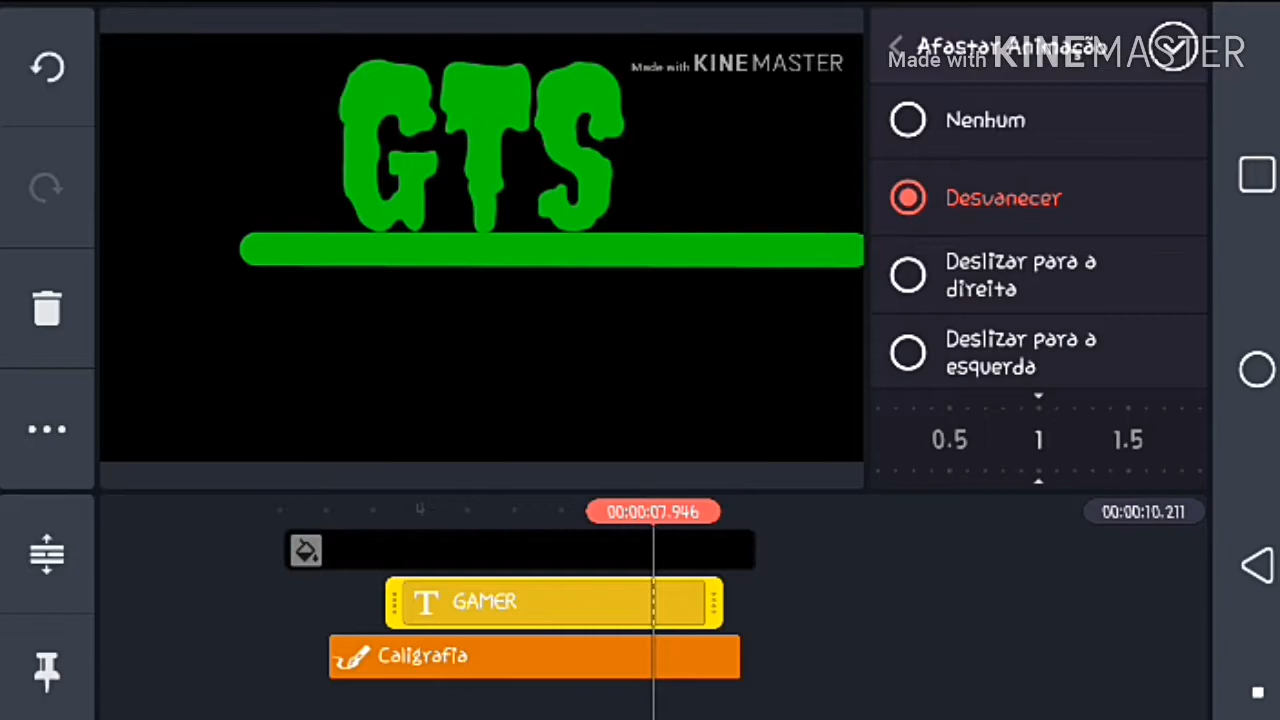 GTS
Made with KINEMASTER
Afastar Animação
Made with KINEMASTER
Nenhum
Desvanecer
Deslizar para a
direita
Deslizar para a
esquerda
0.5 1 1.5
00:00:07.946
00:00:10.211
T GAMER
Caligrafia